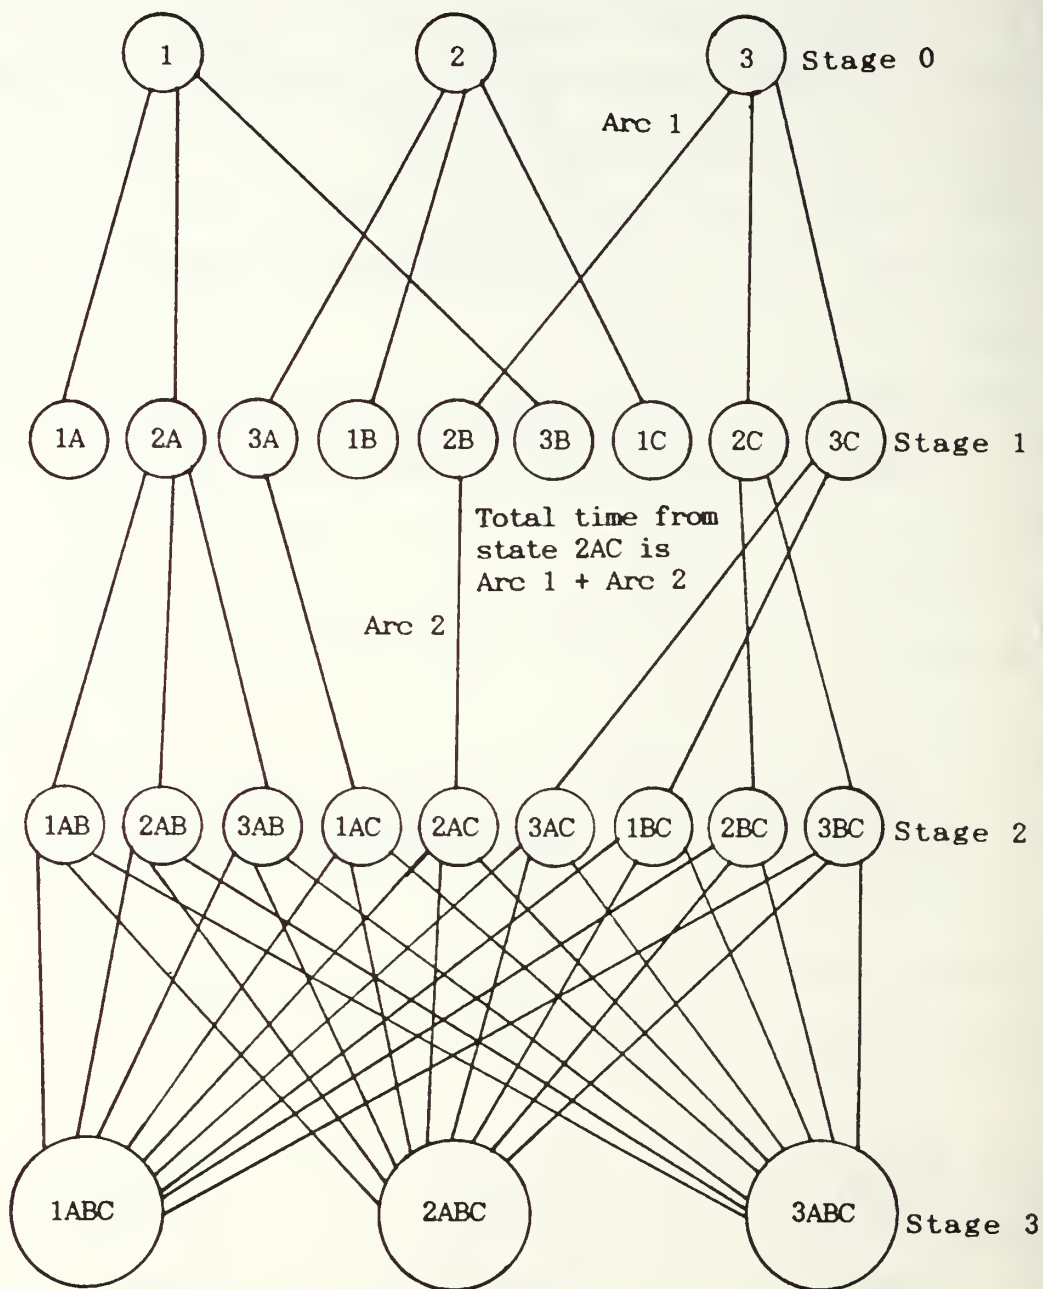 1 2 3 Stage 0
Arc 1
1A 2A 3A 1B 2B 3B 1C 2C 3C Stage 1
Total time from
state 2AC is
Arc 1 + Arc 2
Arc 2
1AB 2AB 3AB 1AC 2AC 3AC 1BC 2BC 3BC Stage 2
1ABC 2ABC 3ABC Stage 3